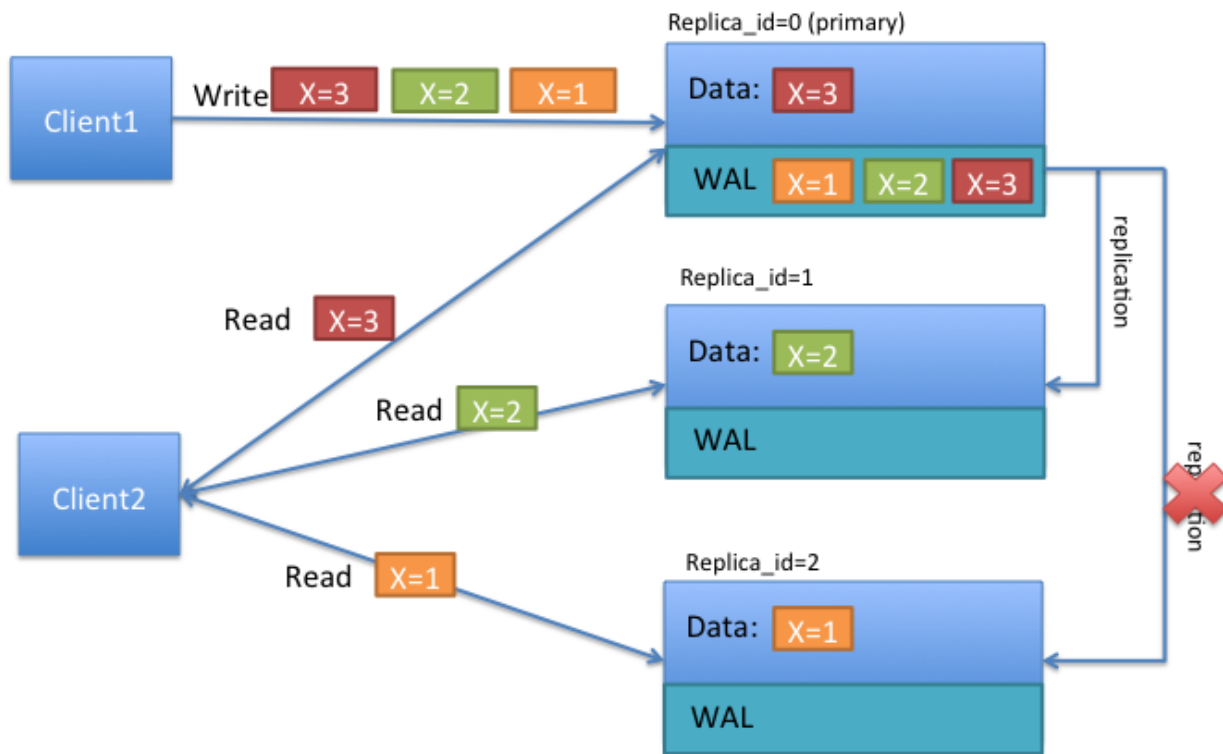 Replica_id=0 (primary)
Client1
Write X=3 X=2 X=1
Data: X=3
WAL X=1 X=2 X=3
replication
Read X=3
Replica_id=1
Data: X=2
Read X=2
WAL
Client2
Read X=1
Replica_id=2
Data: X=1
WAL